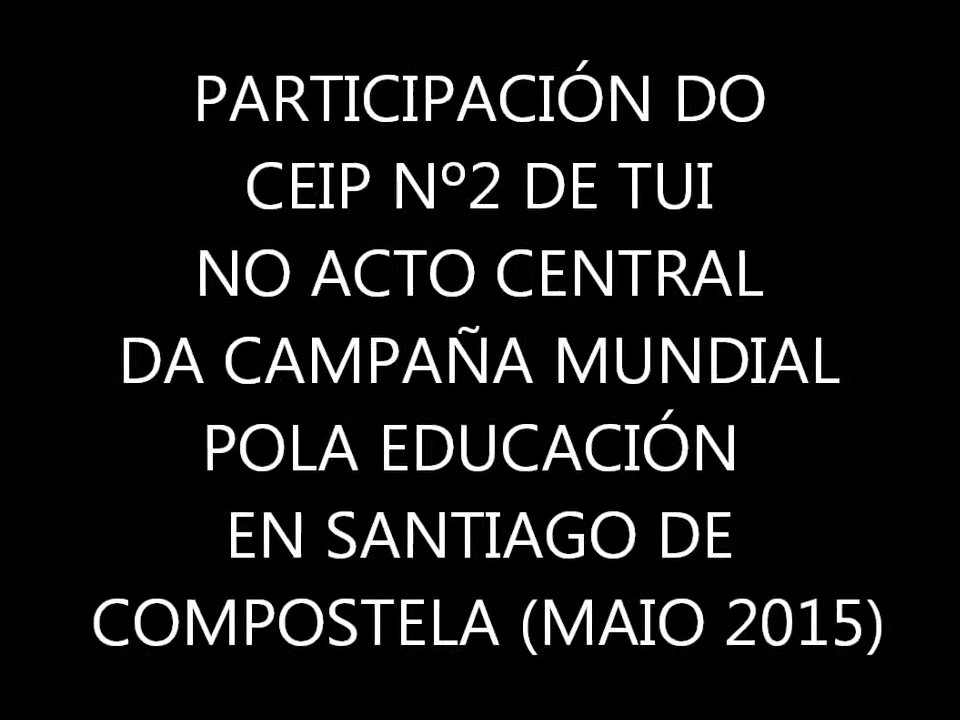 PARTICIPACIÓN DO
CEIP Nº2 DE TUI
NO ACTO CENTRAL
DA CAMPAÑA MUNDIAL
POLA EDUCACIÓN
EN SANTIAGO DE
COMPOSTELA (MAIO 2015)